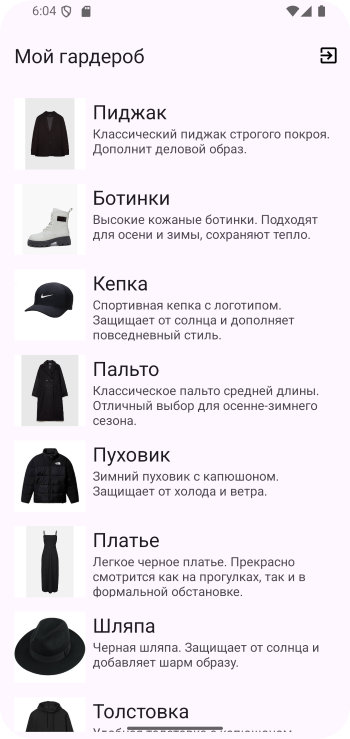 6:04
Мой гардероб
Пиджак
Классический пиджак строгого покроя.
Дополнит деловой образ.
Ботинки
Высокие кожаные ботинки. Подходят
для осени и зимы, сохраняют тепло.
Кепка
Спортивная кепка с логотипом.
Защищает от солнца и дополняет
повседневный стиль.
Пальто
Классическое пальто средней длины.
Отличный выбор для осенне-зимнего
сезона.
Пуховик
Зимний пуховик с капюшоном.
Защищает от холода и ветра.
Платье
Легкое черное платье. Прекрасно
смотрится как на прогулках, так и в
формальной обстановке.
Шляпа
Черная шляпа. Защищает от солнца и
добавляет шарм образу.
Толстовка